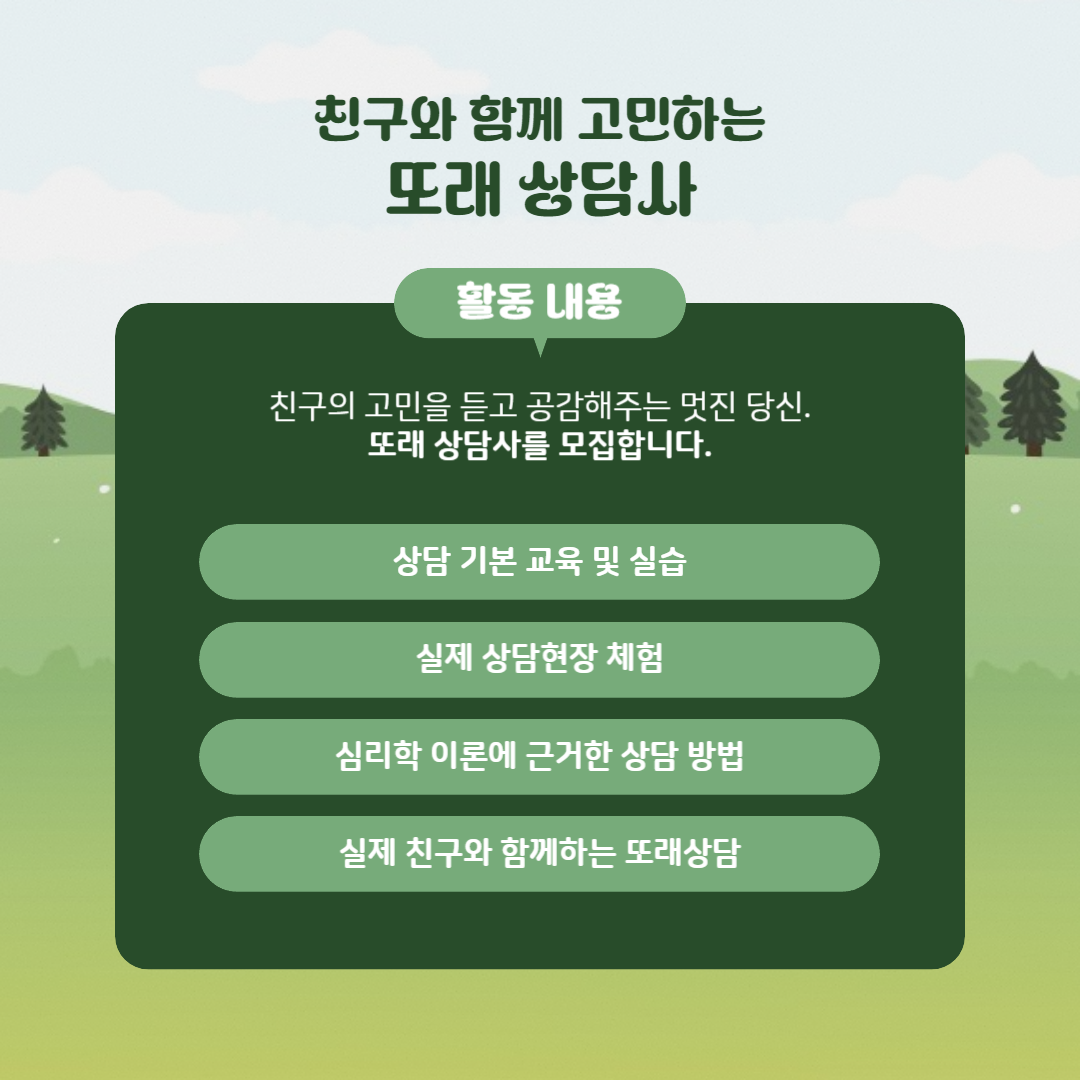 친구와 함께 고민하는
또래 상담사
활동 내용
친구의 고민을 듣고 공감해주는 멋진 당신.
또래 상담사를 모집합니다.
상담 기본 교육 및 실습
실제 상담현장 체험
심리학 이론에 근거한 상담 방법
실제 친구와 함께하는 또래상담